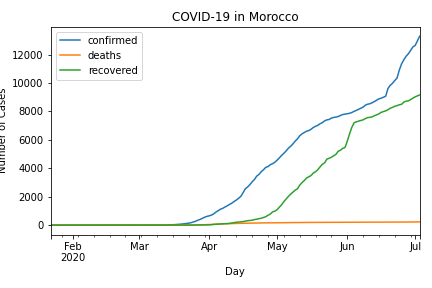 COVID-19 in Morocco
confirmed
deaths
recovered
12000
10000
8000
6000
4000
2000
0
Number of Cases
Feb
2020
Mar
Apr
May
Jun
Jul
Day